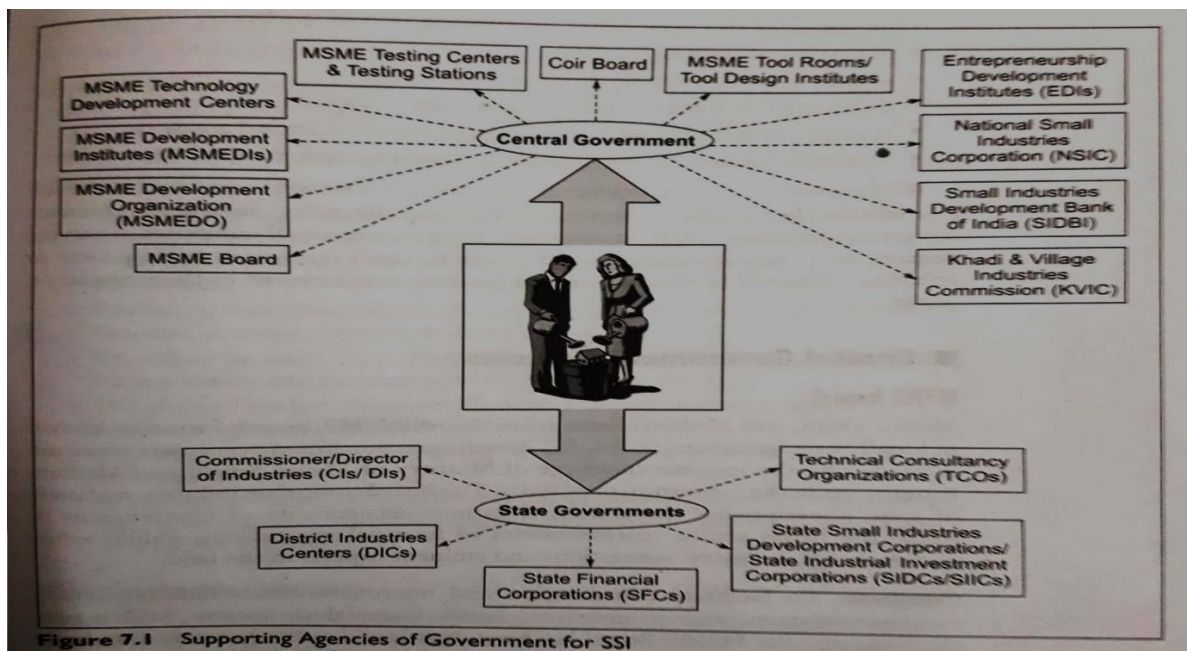 MSME Testing Centers
& Testing Stations
Coir Board
MSME Tool Rooms/
Tool Design Institutes
Entrepreneurship
Development
Institutes (EDIs)
MSME Technology
Development Centers
Central Government
MSME Development
Institutes (MSMEDIs)
National Small
Industries
Corporation (NSIC)
MSME Development
Organization
(MSMEDO)
Small Industries
Development Bank
of India (SIDBI)
MSME Board
Khadi & Village
Industries
Commission (KVIC)
Commissioner/Director
of Industries (CIs/ DIs)
Technical Consultancy
Organizations (TCOs)
State Governments
District Industries
Centers (DICs)
State Financial
Corporations (SFCs)
State Small Industries
Development Corporations/
State Industrial Investment
Corporations (SIDCs/SIICs)
Figure 7.1 Supporting Agencies of Government for SSI